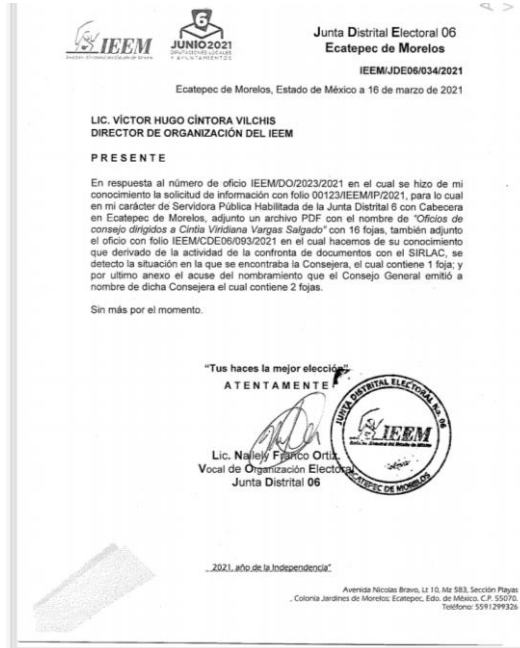 IEEM
6
JUNIO2021
DIPUTACIONES LOCALES
Y AYUNTAMIENTOS
Junta Distrital Electoral 06
Ecatepec de Morelos
IEEM/JDE06/034/2021
Ecatepec de Morelos, Estado de México a 16 de marzo de 2021
LIC. VÍCTOR HUGO CÍNTORA VILCHIS
DIRECTOR DE ORGANIZACIÓN DEL IEEM
P R E S E N T E
En respuesta al número de oficio IEEM/DO/2023/2021 en el cual se hizo de mi
conocimiento la solicitud de información con folio 00123/IEEM/IP/2021, para lo cual
en mi carácter de Servidora Pública Habilitada de la Junta Distrital 6 con Cabecera
en Ecatepec de Morelos, adjunto un archivo PDF con el nombre de "Oficios de
consejo dirigidos a Cintia Viridiana Vargas Salgado" con 16 fojas, también adjunto
el oficio con folio IEEM/CDE06/093/2021 en el cual hacemos de su conocimiento
que derivado de la actividad de la confronta de documentos con el SIRLAC, se
detecto la situación en la que se encontraba la Consejera, el cual contiene 1 foja; y
por ultimo anexo el acuse del nombramiento que el Consejo General emitió a
nombre de dicha Consejera el cual contiene 2 fojas.
Sin más por el momento.
"Tus haces la mejor elección"
A T E N T A M E N T E
JUNTA DISTRITAL ELECTORAL No. 06
IEEM
ECATEPEC DE MORELOS
Lic. Nallely Franco Ortiz
Vocal de Organización Electoral
Junta Distrital 06
2021, año de la Independencia"
Avenida Nicolas Bravo, Lt 10, Mz 583, Sección Playas
, Colonia Jardines de Morelos; Ecatepec, Edo. de México, C.P. 55070.
Teléfono: 5591299326